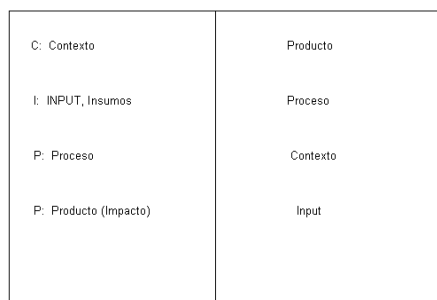 C: Contexto
Producto
I: INPUT, Insumos
Proceso
P: Proceso
Contexto
P: Producto (Impacto)
Input